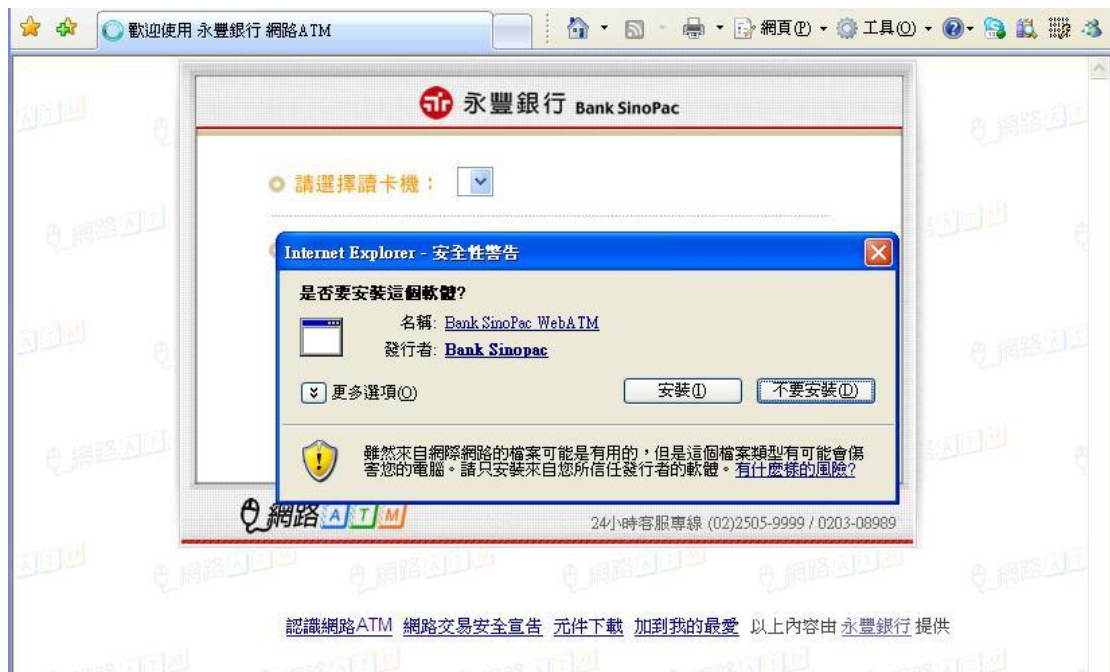 歡迎使用 永豐銀行 網路ATM
網頁(P)
工具(O)
永豐銀行 Bank SinoPac
請選擇讀卡機：
Internet Explorer - 安全性警告
是否要安裝這個軟體?
名稱: Bank SinoPac WebATM
發行者: Bank Sinopac
更多選項(O)
安裝(I)
不要安裝(D)
雖然來自網際網路的檔案可能是有用的，但是這個檔案類型有可能會傷
害您的電腦。請只安裝來自您所信任發行者的軟體。有什麼樣的風險?
網路ATM
24小時客服專線 (02)2505-9999 / 0203-08989
認識網路ATM 網路交易安全宣告 元件下載 加到我的最愛 以上內容由 永豐銀行 提供